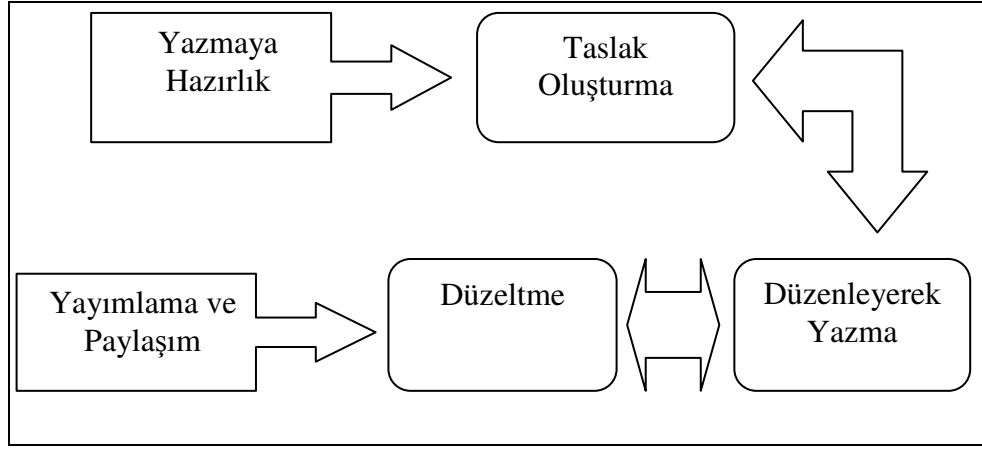 Yazmaya
Hazırlık
Taslak
Oluşturma
Yayımlama ve
Paylaşım
Düzeltme
Düzenleyerek
Yazma